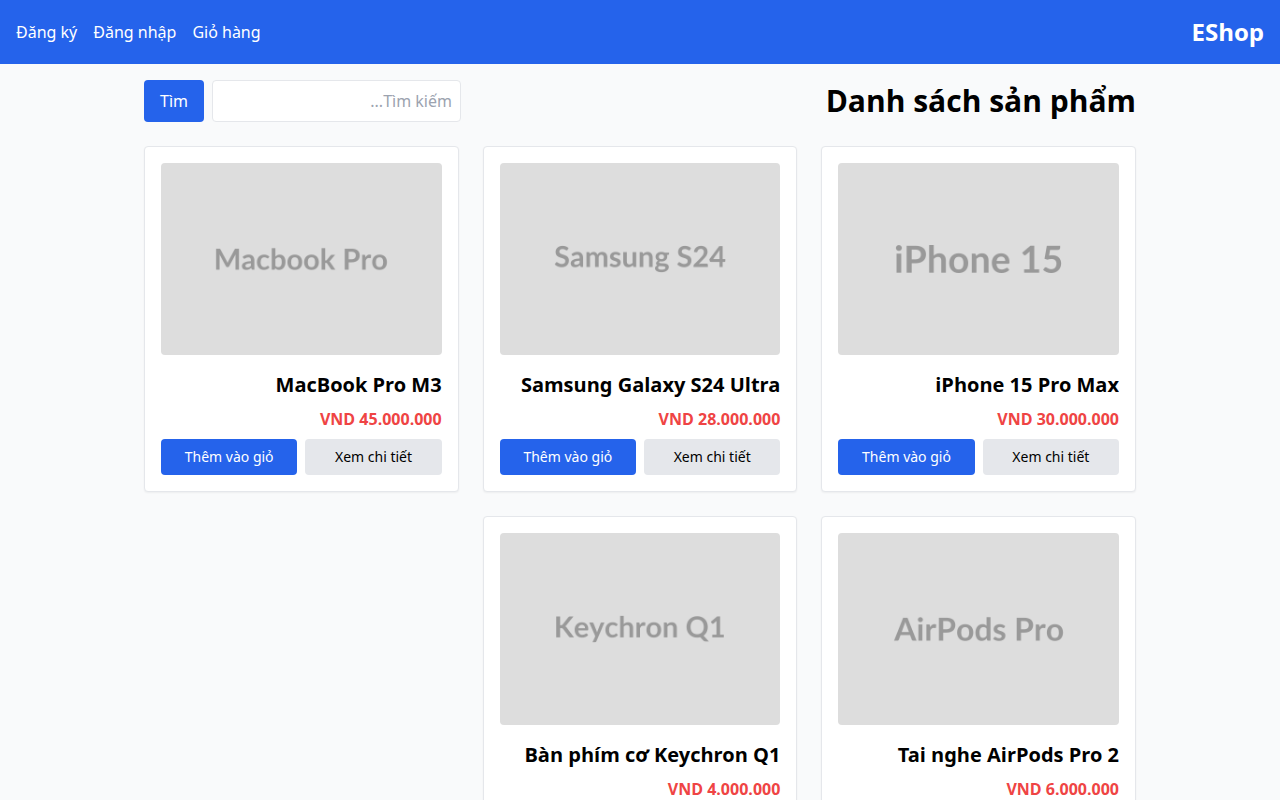 EShop
Giỏ hàng
Đăng nhập
Đăng ký
Danh sách sản phẩm
...Tìm kiếm
Tìm
iPhone 15
iPhone 15 Pro Max
VND 30.000.000
Xem chi tiết
Thêm vào giỏ
Samsung S24
Samsung Galaxy S24 Ultra
VND 28.000.000
Xem chi tiết
Thêm vào giỏ
Macbook Pro
MacBook Pro M3
VND 45.000.000
Xem chi tiết
Thêm vào giỏ
AirPods Pro
Tai nghe AirPods Pro 2
VND 6.000.000
Keychron Q1
Bàn phím cơ Keychron Q1
VND 4.000.000